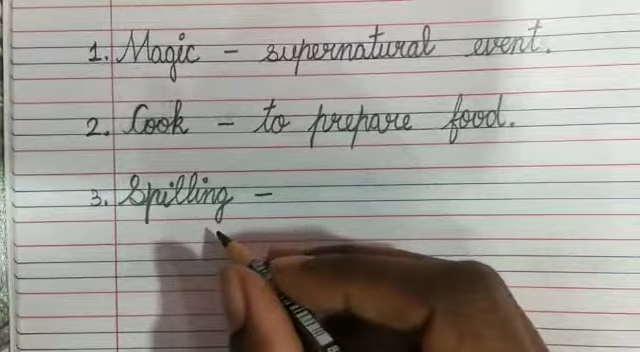 1. Magic - supernatural event.
2. Cook - to prepare food.
3. Spilling -